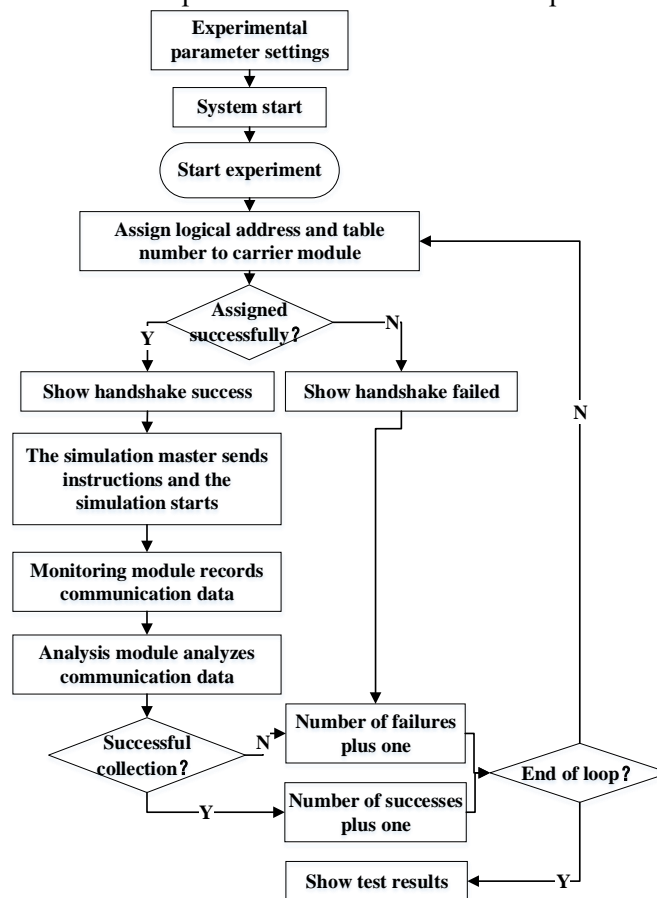 Experimental
parameter settings
System start
Start experiment
Assign logical address and table
number to carrier module
Assigned
successfully?
Y
N
Show handshake success
Show handshake failed
N
The simulation master sends
instructions and the
simulation starts
Monitoring module records
communication data
Analysis module analyzes
communication data
Successful
collection?
N
Number of failures
plus one
End of loop?
Y
Number of successes
plus one
Show test results
Y